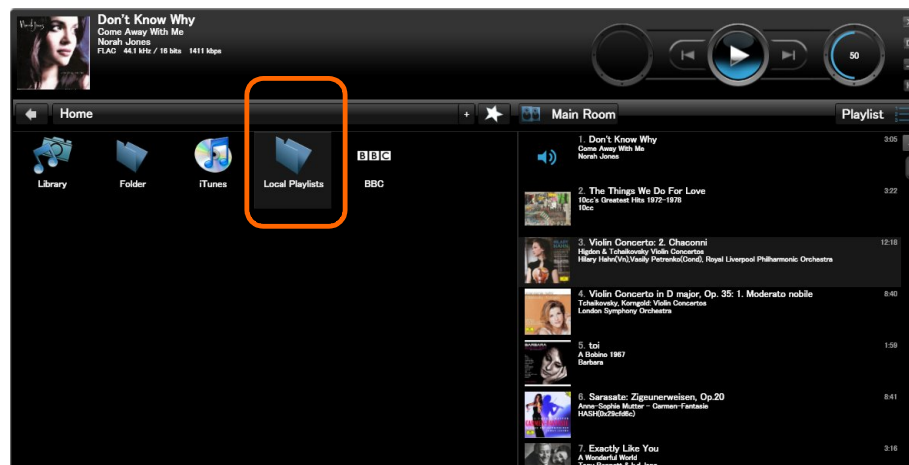 Don't Know Why
Come Away With Me
Norah Jones
FLAC 44.1 kHz / 16 bits 1411 kbps
50
Home
+
Main Room
Playlist
Library
Folder
iTunes
Local Playlists
BBC
BBC
1. Don't Know Why
3:05
Come Away With Me
Norah Jones
2. The Things We Do For Love
3:22
10cc's Greatest Hits 1972-1978
10cc
3. Violin Concerto: 2. Chaconni
12:18
Higdon & Tchaikovsky Violin Concertos
Hilary Hahn(Vn),Vasily Petrenko(Cond), Royal Liverpool Philharmonic Orchestra
4. Violin Concerto in D major, Op. 35: 1. Moderato nobile
8:40
Tchaikovsky, Korngold: Violin Concertos
London Symphony Orchestra
5. toi
1:59
A Bobino 1967
Barbara
6. Sarasate: Zigeunerweisen, Op.20
8:41
Anne-Sophie Mutter - Carmen-Fantasie
HASH(0x29cfd6c)
7. Exactly Like You
3:16
A Wonderful World